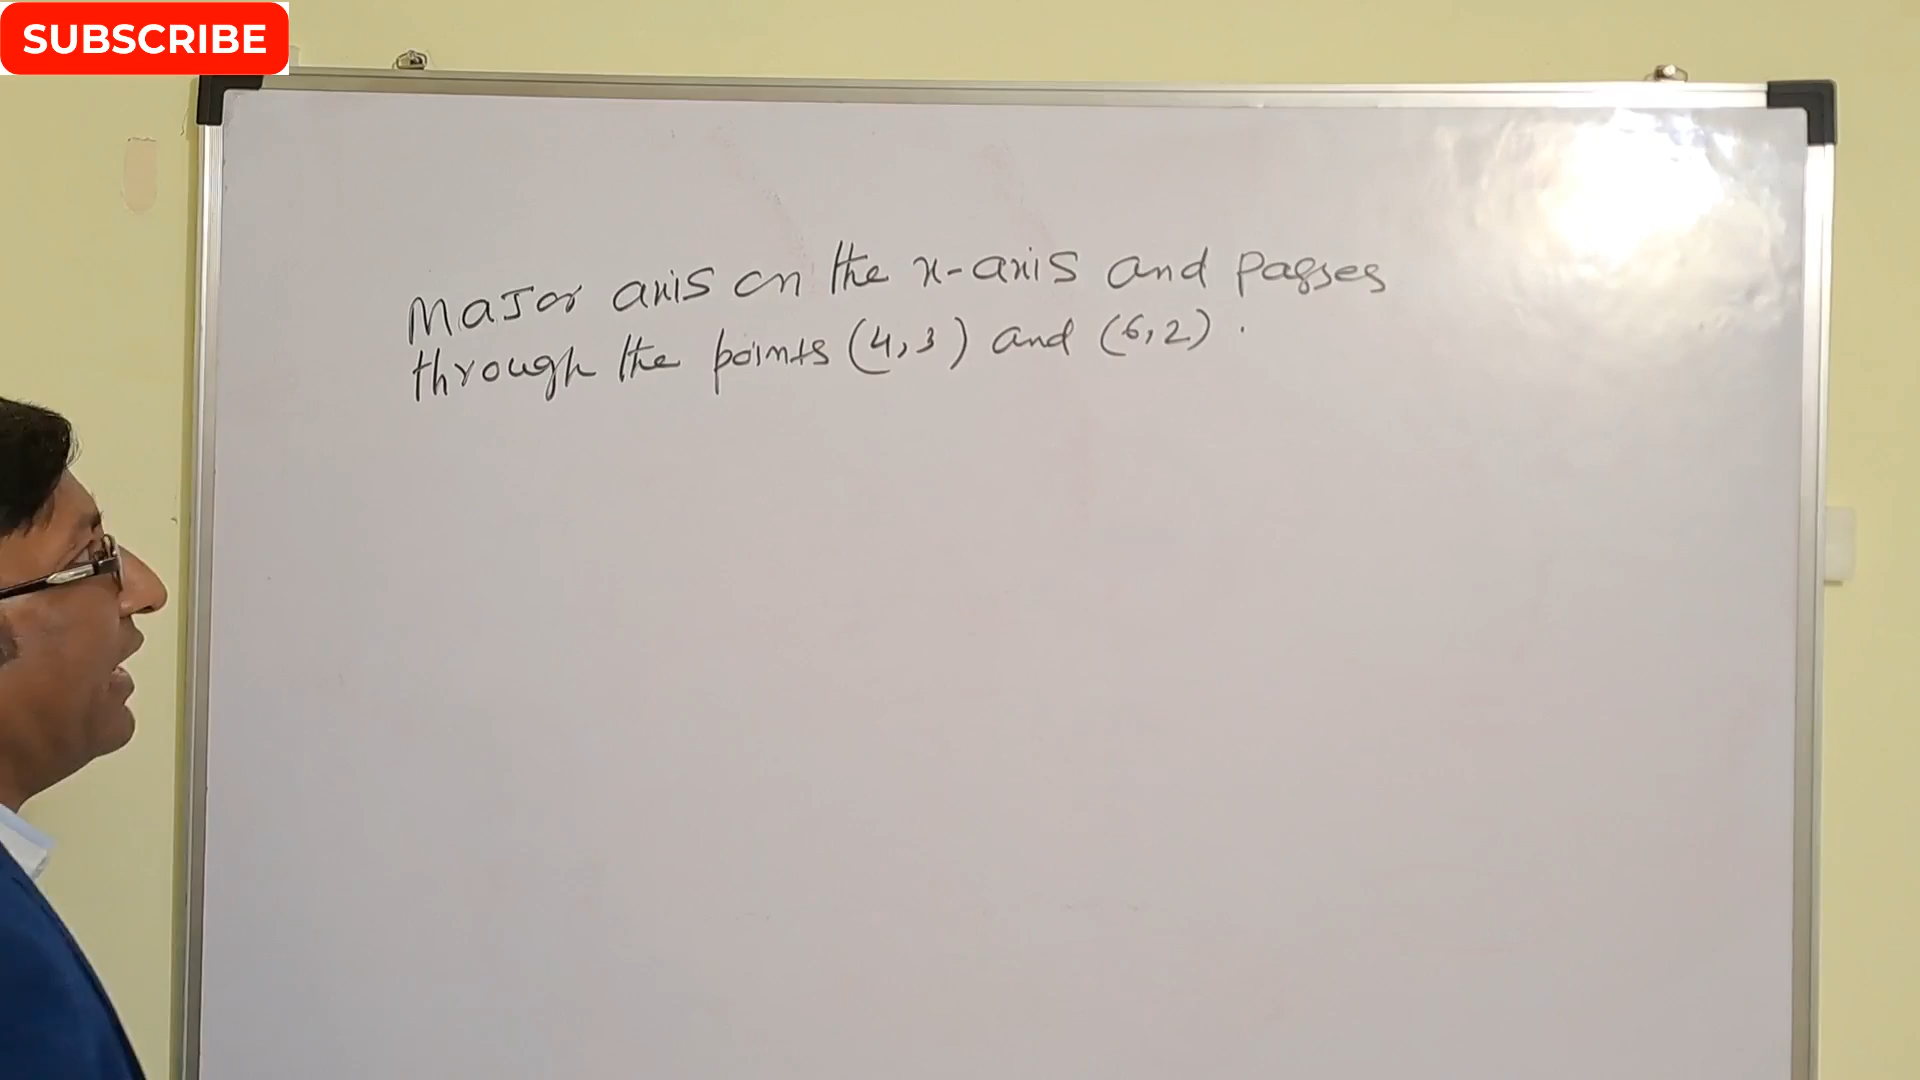 SUBSCRIBE
Major axis on the x-axis and passes
through the points (4,3) and (6,2).